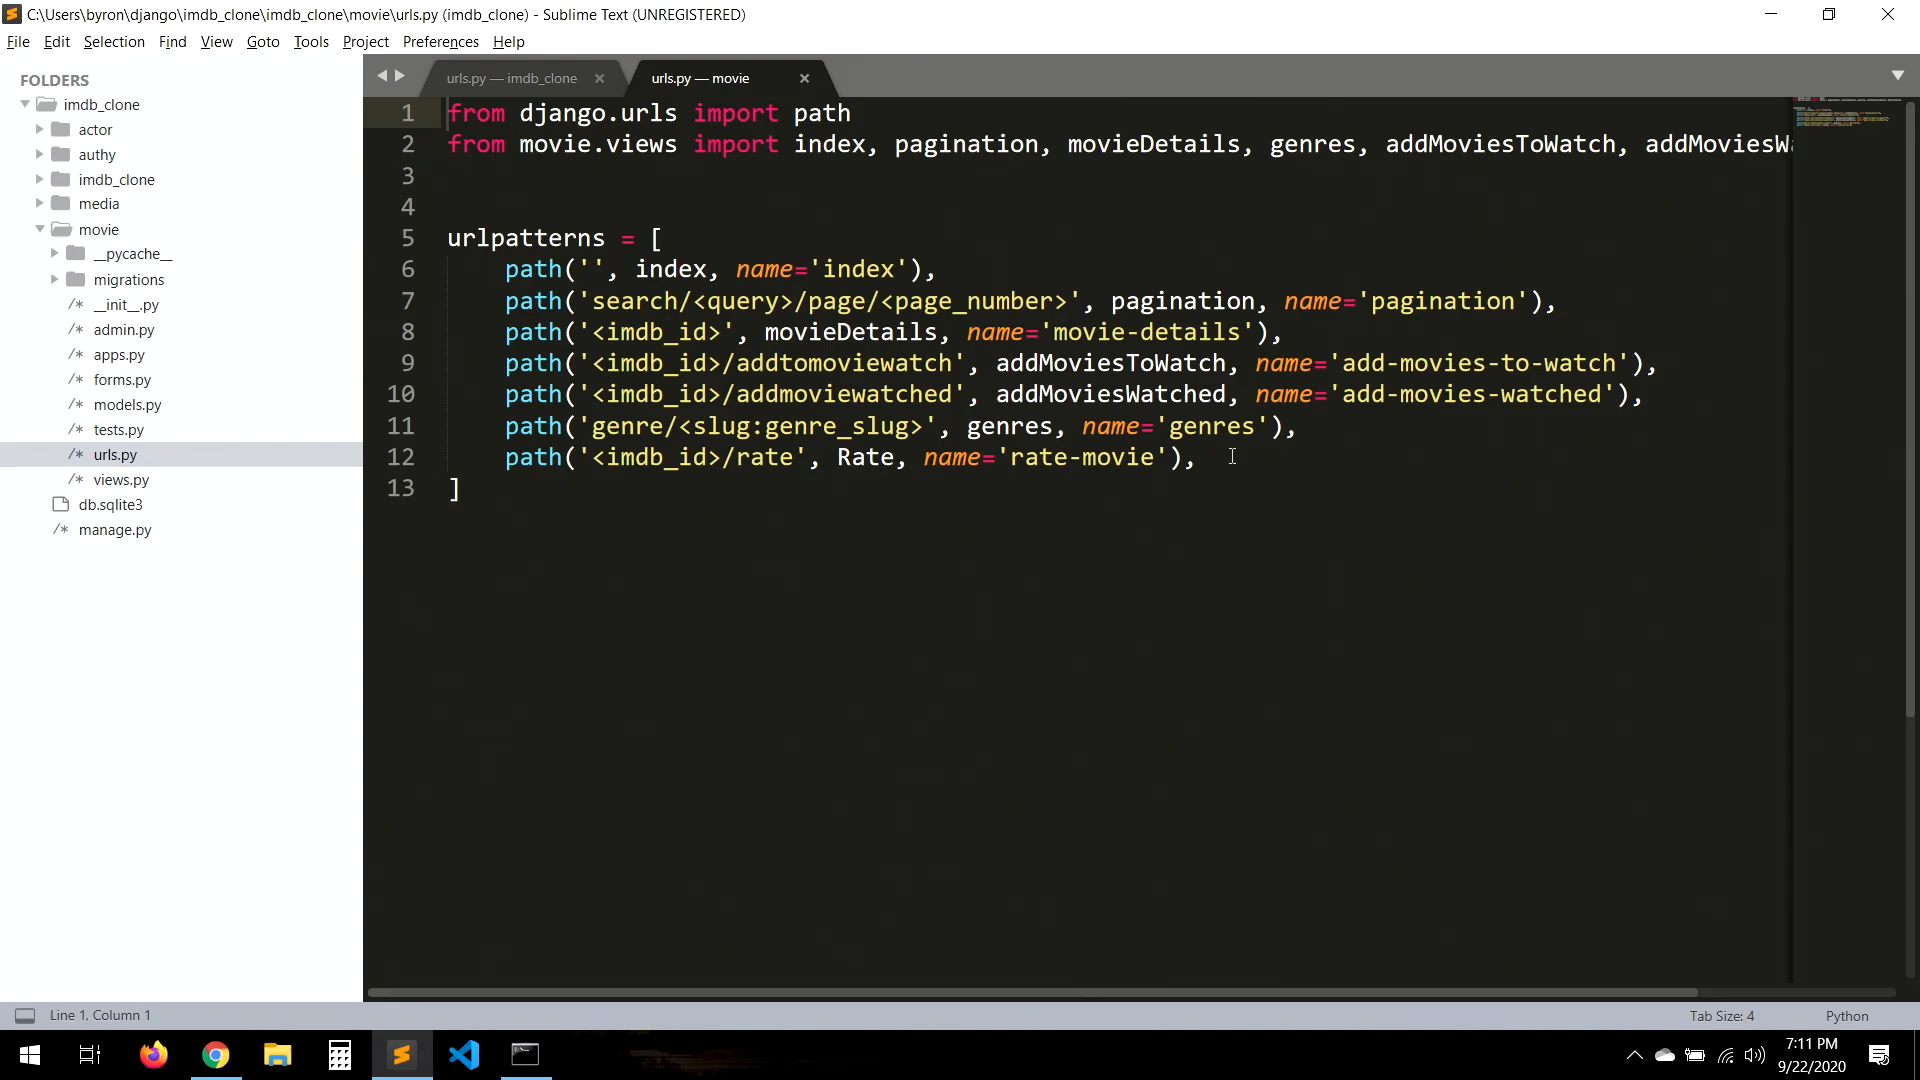 C:\Users\byron\django\imdb_clone\imdb_clone\movie\urls.py (imdb_clone) - Sublime Text (UNREGISTERED)
File Edit Selection Find View Goto Tools Project Preferences Help
FOLDERS
imdb_clone
actor
authy
imdb_clone
media
movie
__pycache__
migrations
/* __init__.py
/* admin.py
/* apps.py
/* forms.py
/* models.py
/* tests.py
/* urls.py
/* views.py
db.sqlite3
/* manage.py
urls.py — imdb_clone
urls.py — movie
1 from django.urls import path
2 from movie.views import index, pagination, movieDetails, genres, addMoviesToWatch, addMoviesWa
3
4
5 urlpatterns = [
6 path('', index, name='index'),
7 path('search/<query>/page/<page_number>', pagination, name='pagination'),
8 path('<imdb_id>', movieDetails, name='movie-details'),
9 path('<imdb_id>/addtomoviewatch', addMoviesToWatch, name='add-movies-to-watch'),
10 path('<imdb_id>/addmoviewatched', addMoviesWatched, name='add-movies-watched'),
11 path('genre/<slug:genre_slug>', genres, name='genres'),
12 path('<imdb_id>/rate', Rate, name='rate-movie'),
13 ]
Line 1, Column 1
Tab Size: 4
Python
7:11 PM
9/22/2020